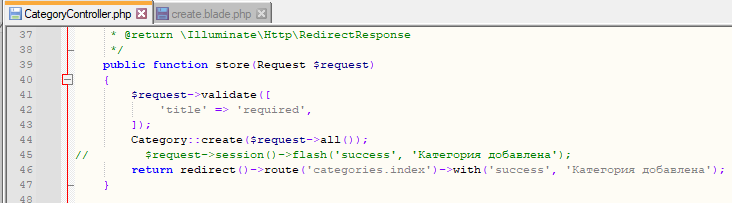 CategoryController.php create.blade.php
37 * @return \Illuminate\Http\RedirectResponse
38 */
39 public function store(Request $request)
40 {
41 $request->validate([
42 'title' => 'required',
43 ]);
44 Category::create($request->all());
45 // $request->session()->flash('success', 'Категория добавлена');
46 return redirect()->route('categories.index')->with('success', 'Категория добавлена');
47 }
48